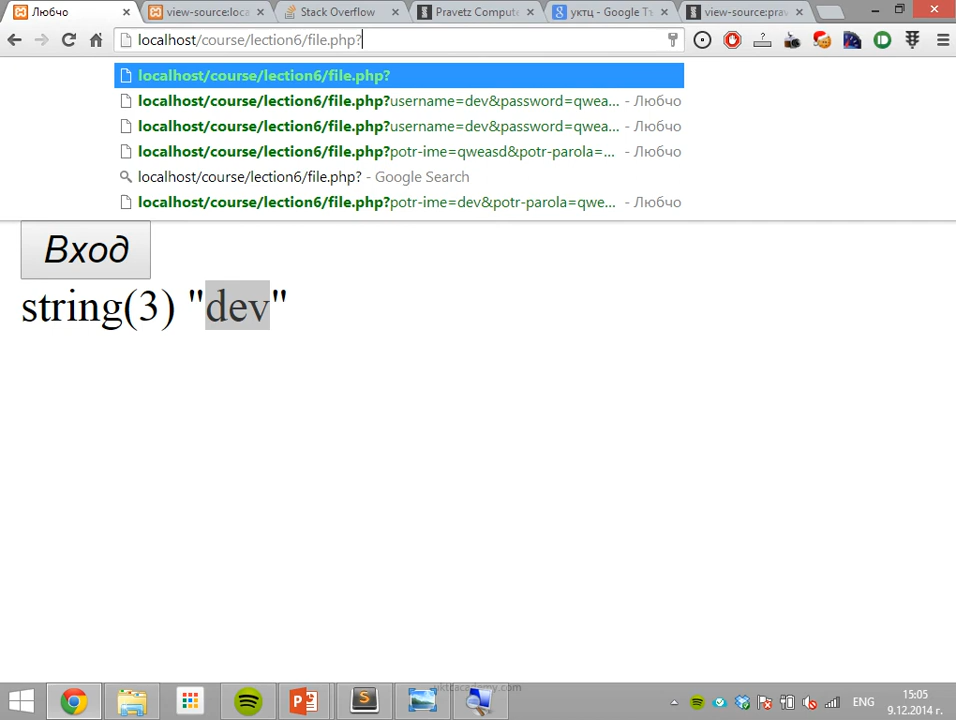 Любчо
view-source:loca
Stack Overflow
Pravetz Compute
уктц - Google Тъ
view-source:prav
localhost/course/lection6/file.php?
localhost/course/lection6/file.php?
localhost/course/lection6/file.php?username=dev&password=qwea... - Любчо
localhost/course/lection6/file.php?username=dev&password=qwea... - Любчо
localhost/course/lection6/file.php?potr-ime=qweasd&potr-parola=... - Любчо
localhost/course/lection6/file.php? - Google Search
localhost/course/lection6/file.php?potr-ime=dev&potr-parola=qwe... - Любчо
Вход
string(3) "dev"
ENG
15:05
9.12.2014 г.